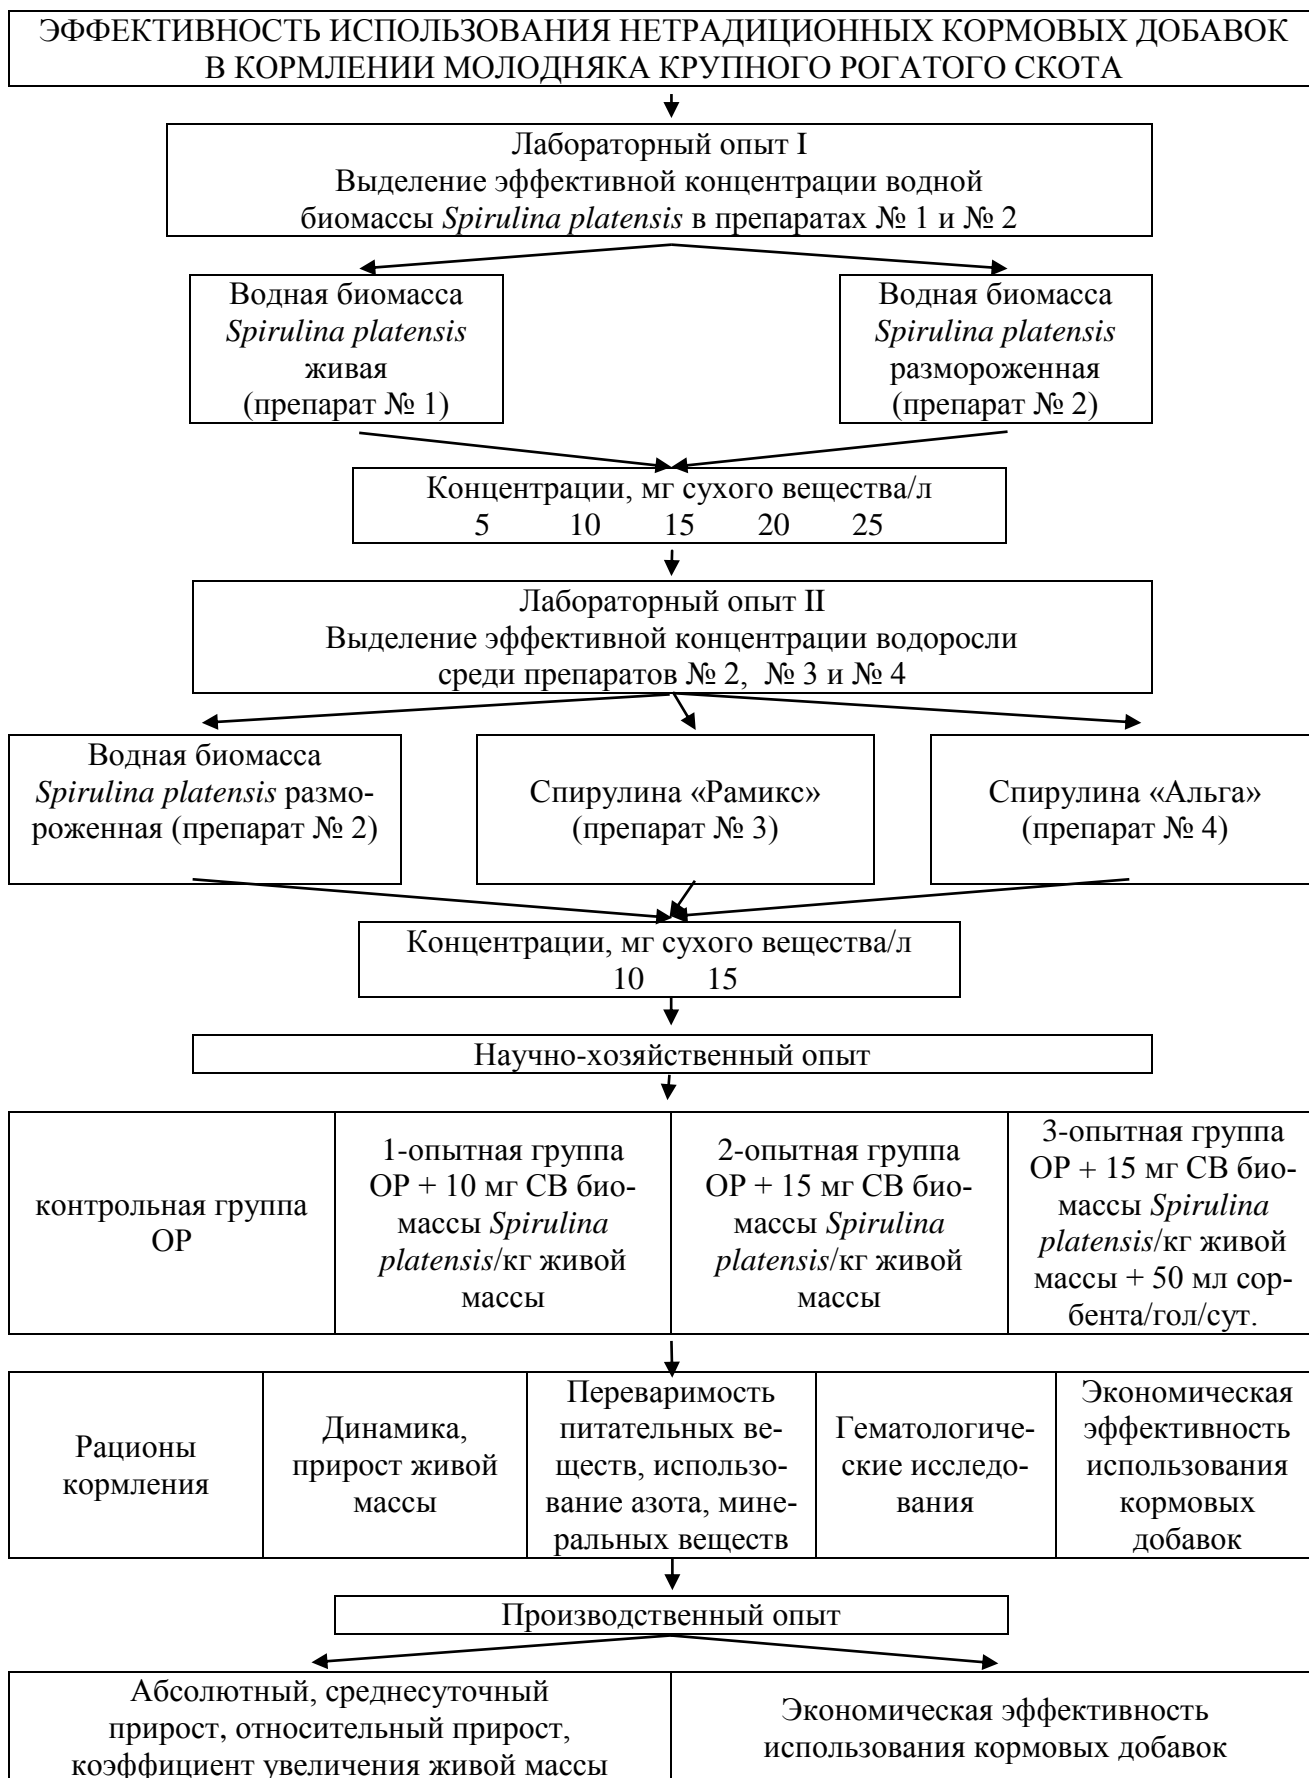 ЭФФЕКТИВНОСТЬ ИСПОЛЬЗОВАНИЯ НЕТРАДИЦИОННЫХ КОРМОВЫХ ДОБАВОК
В КОРМЛЕНИИ МОЛОДНЯКА КРУПНОГО РОГАТОГО СКОТА
Лабораторный опыт I
Выделение эффективной концентрации водной
биомассы Spirulina platensis в препаратах № 1 и № 2
Водная биомасса
Spirulina platensis
живая
(препарат № 1)
Водная биомасса
Spirulina platensis
размороженная
(препарат № 2)
Концентрации, мг сухого вещества/л
5 10 15 20 25
Лабораторный опыт II
Выделение эффективной концентрации водоросли
среди препаратов № 2, № 3 и № 4
Водная биомасса
Spirulina platensis размо-
роженная (препарат № 2)
Спирулина «Рамикс»
(препарат № 3)
Спирулина «Альга»
(препарат № 4)
Концентрации, мг сухого вещества/л
10 15
Научно-хозяйственный опыт
контрольная группа
ОР
1-опытная группа
ОР + 10 мг СВ био-
массы Spirulina
platensis/кг живой
массы
2-опытная группа
ОР + 15 мг СВ био-
массы Spirulina
platensis/кг живой
массы
3-опытная группа
ОР + 15 мг СВ био-
массы Spirulina
platensis/кг живой
массы + 50 мл сор-
бента/гол/сут.
Рационы
кормления
Динамика,
прирост живой
массы
Переваримость
питательных ве-
ществ, использо-
вание азота, мине-
ральных веществ
Гематологиче-
ские исследо-
вания
Экономическая
эффективность
использования
кормовых
добавок
Производственный опыт
Абсолютный, среднесуточный
прирост, относительный прирост,
коэффициент увеличения живой массы
Экономическая эффективность
использования кормовых добавок